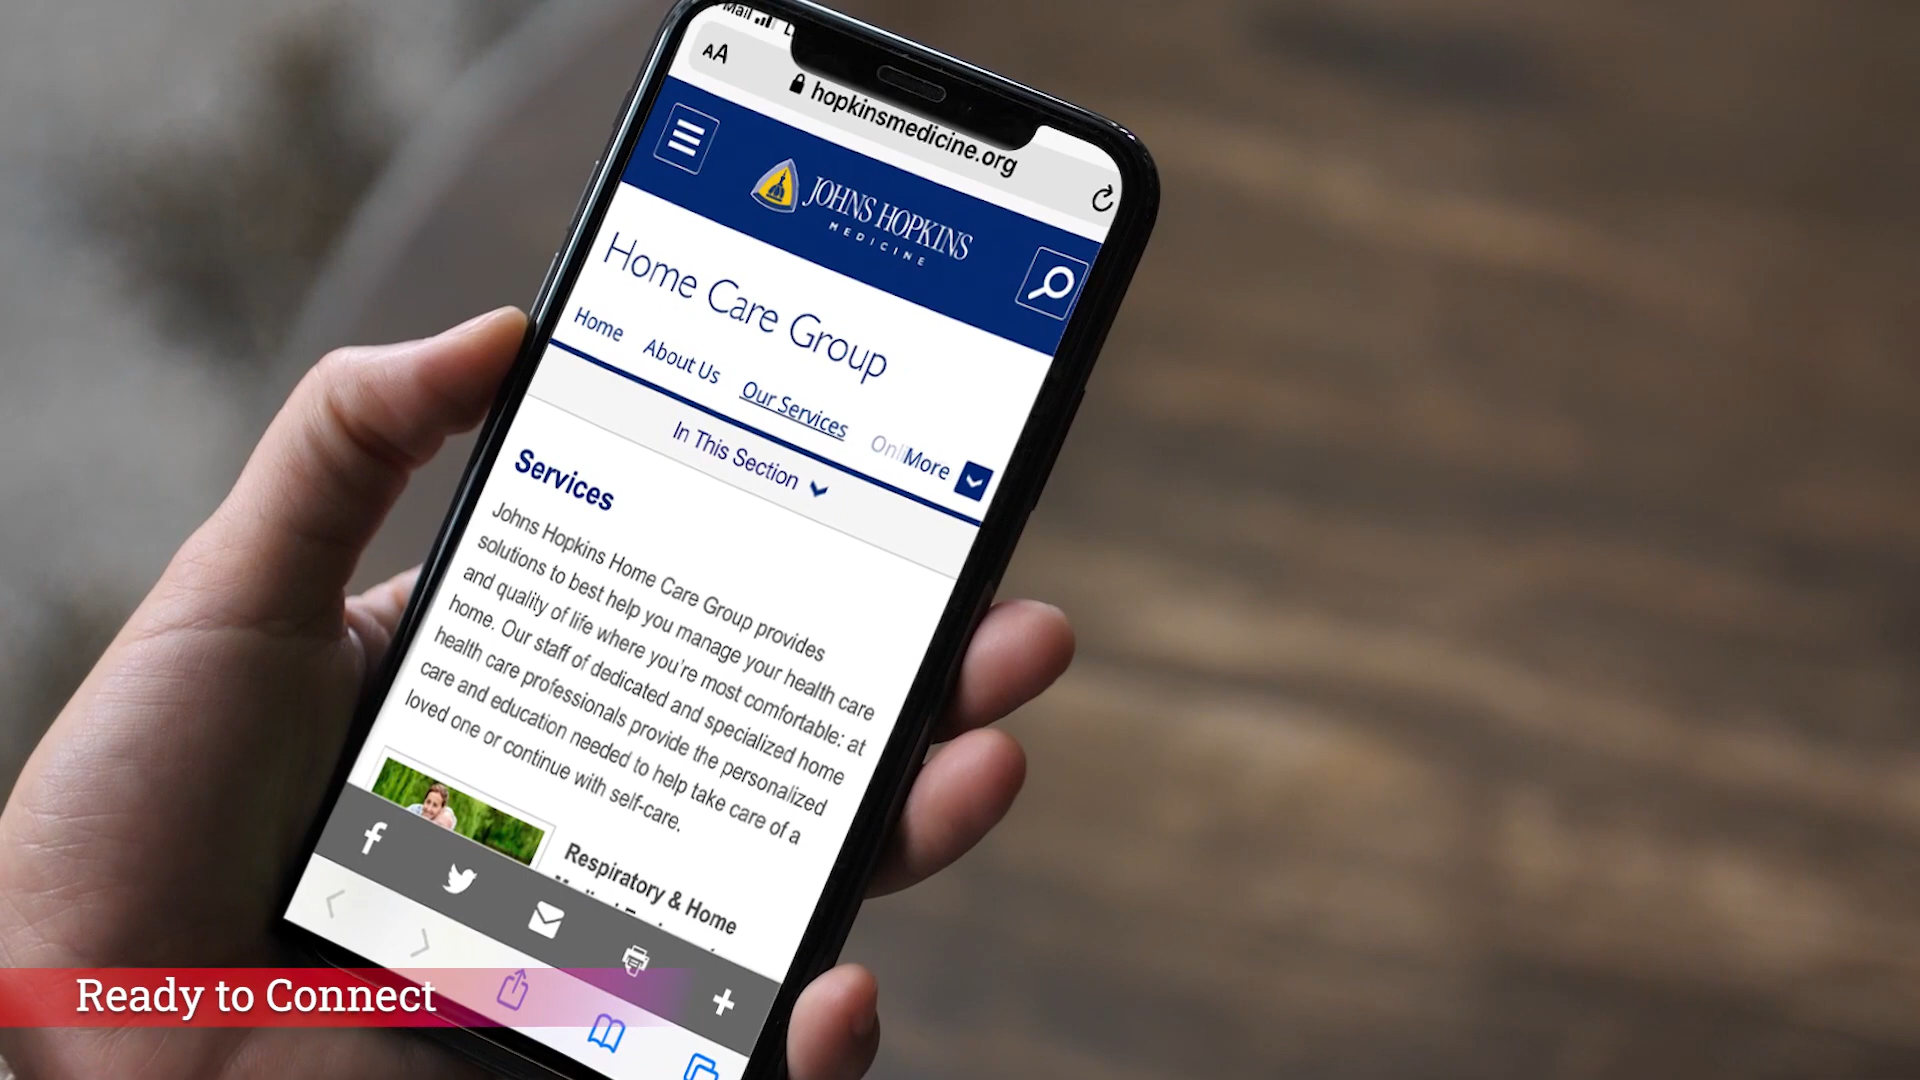 Mail
AA
hopkinsmedicine.org
JOHNS HOPKINS
MEDICINE
Home Care Group
Home About Us Our Services More
In This Section
Services
Johns Hopkins Home Care Group provides
solutions to best help you manage your health care
and quality of life where you're most comfortable: at
home. Our staff of dedicated and specialized home
health care professionals provide the personalized
care and education needed to help take care of a
loved one or continue with self-care.
Respiratory & Home
Ready to Connect